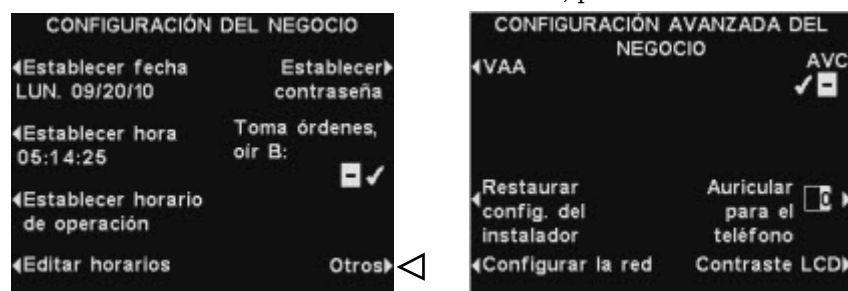 CONFIGURACIÓN DEL NEGOCIO
Establecer fecha
LUN. 09/20/10
Establecer contraseña
Establecer hora
05:14:25
Toma órdenes,
oír B:
Establecer horario
de operación
Editar horarios
Otros
CONFIGURACIÓN AVANZADA DEL
NEGOCIO
VAA
AVC
Restaurar
config. del
instalador
Auricular
para el
teléfono
0
Configurar la red
Contraste LCD